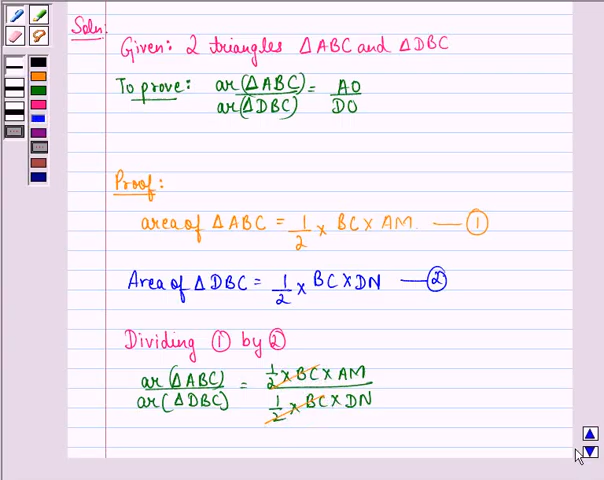 Soln:
Given: 2 triangles ΔABC and ΔDBC
To prove: ar(ΔABC)/ar(ΔDBC) = AO/DO
Proof:
area of ΔABC = 1/2 × BC × AM. — ①
Area of ΔDBC = 1/2 × BC × DN — ②
Dividing ① by ②
ar(ΔABC)/ar(ΔDBC) = 1/2 × BC × AM / 1/2 × BC × DN